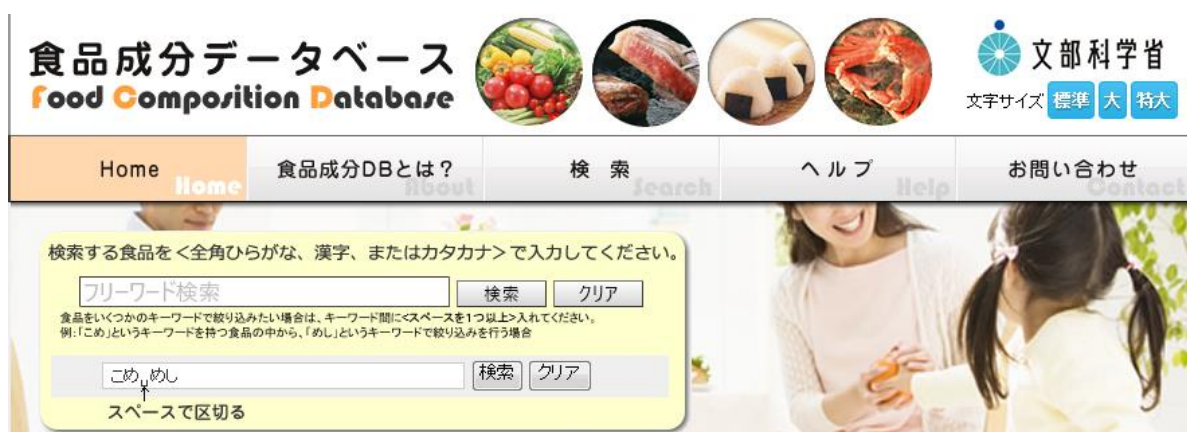 食品成分データベース
Food Composition Database
文部科学省
文字サイズ 標準 大 特大
Home 食品成分DBとは？ 検 索 ヘルプ お問い合わせ
Home About Search Help Contact
検索する食品を<全角ひらがな、漢字、またはカタカナ>で入力してください。
フリーワード検索 検索 クリア
食品をいくつかのキーワードで絞り込みたい場合は、キーワード間に<スペースを1つ以上>入れてください。
例:「こめ」というキーワードを持つ食品の中から、「めし」というキーワードで絞り込みを行う場合
こめ めし 検索 クリア
↑
スペースで区切る